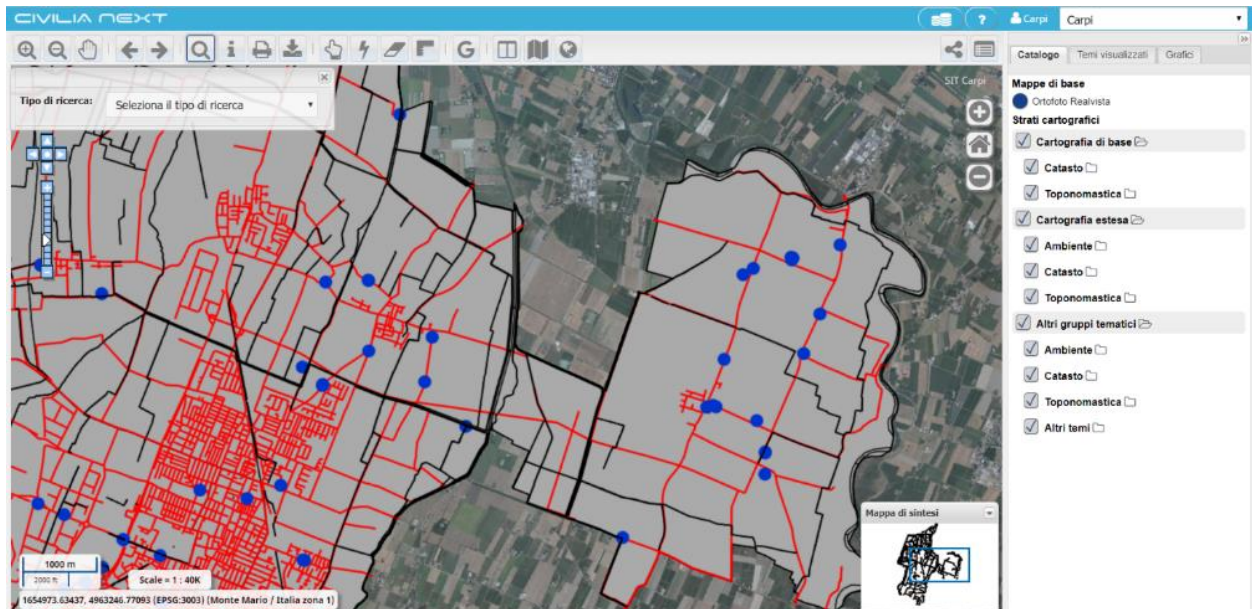 CIVILIA NEXT
?
Carpi
Carpi
i
G
Catalogo
Temi visualizzati
Grafici
Tipo di ricerca:
Seleziona il tipo di ricerca
SIT Carpi
Mappe di base
Ortofoto Realvista
Strati cartografici
Cartografia di base
Catasto
Toponomastica
Cartografia estesa
Ambiente
Catasto
Toponomastica
Altri gruppi tematici
Ambiente
Catasto
Toponomastica
Altri temi
Mappa di sintesi
1000 m
2000 ft
Scale = 1 : 40K
1654973.63437, 4963246.77093 (EPSG:3003) (Monte Mario / Italia zona 1)